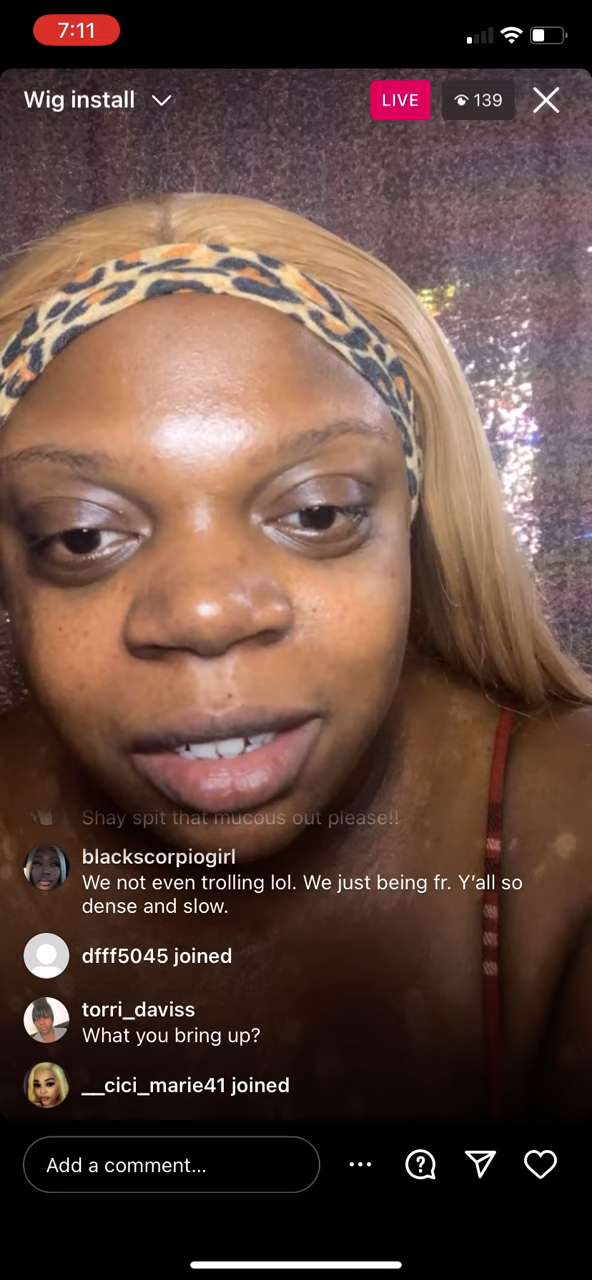 7:11
Wig install
LIVE
139
Shay spit that mucous out please!!
blackscorpiogirl
We not even trolling lol. We just being fr. Y'all so
dense and slow.
dfff5045 joined
torri_daviss
What you bring up?
__cici_marie41 joined
Add a comment...